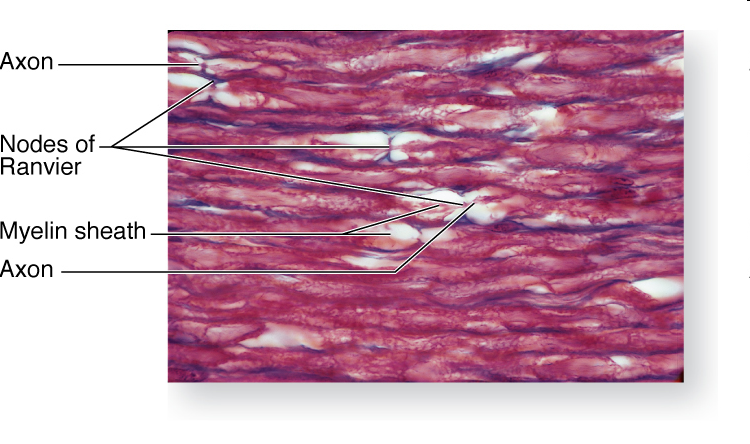 Axon
Nodes of
Ranvier
Myelin sheath
Axon